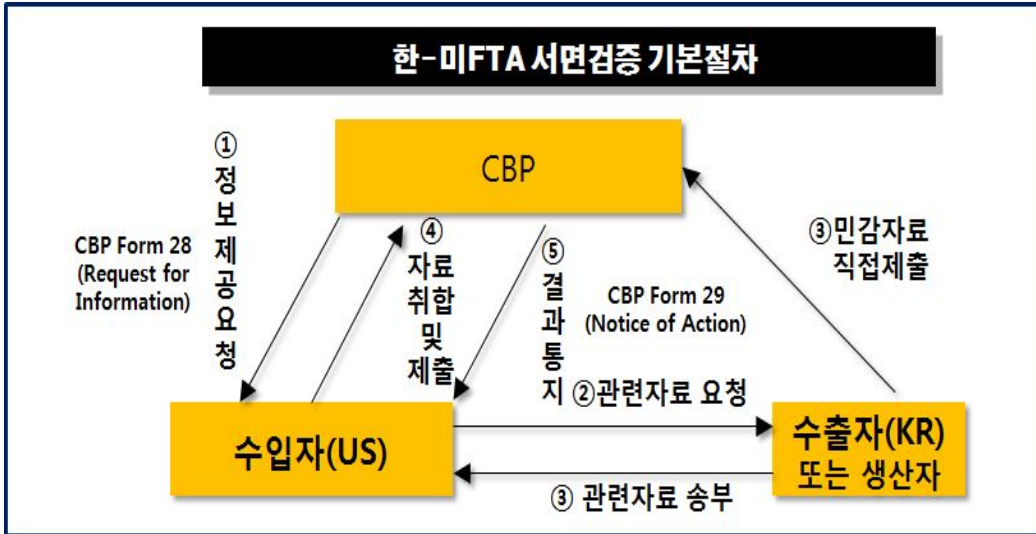 한-미FTA 서면검증 기본절차
CBP
①
정
보
제
공
요
청
CBP Form 28
(Request for
Information)
④
자료
취합
및
제출
⑤
결
과
통
지
CBP Form 29
(Notice of Action)
③민감자료
직접제출
②관련자료 요청
수입자(US)
수출자(KR)
또는 생산자
③ 관련자료 송부